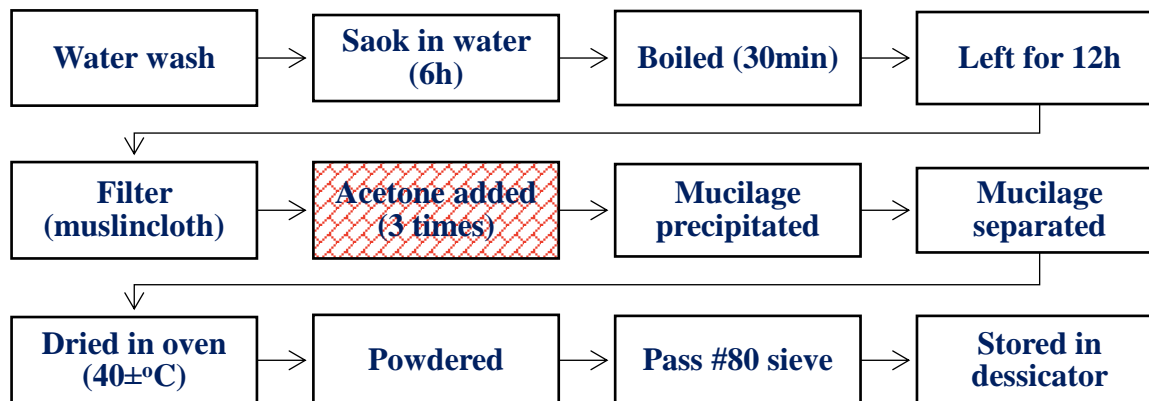 Water wash
Saok in water
(6h)
Boiled (30min)
Left for 12h
Filter
(muslincloth)
Acetone added
(3 times)
Mucilage
precipitated
Mucilage
separated
Dried in oven
(40±ᵒC)
Powdered
Pass #80 sieve
Stored in
dessicator